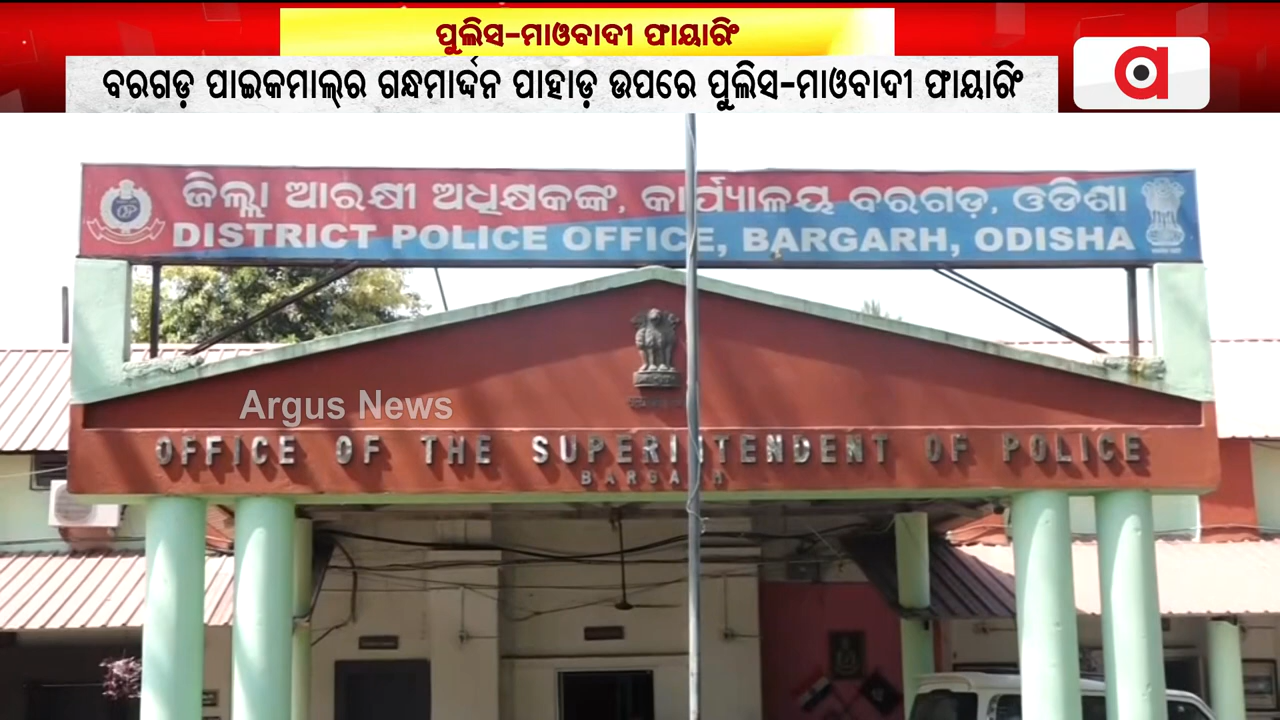 ପୁଲିସ-ମାଓବାଦୀ ଫାୟାରିଂ
ବରଗଡ଼ ପାଇକମାଲ୍‌ର ଗନ୍ଧମାର୍ଦ୍ଦନ ପାହାଡ଼ ଉପରେ ପୁଲିସ-ମାଓବାଦୀ ଫାୟାରିଂ
a
ଜିଲ୍ଲା ଆରକ୍ଷୀ ଅଧିକ୍ଷକଙ୍କ, କାର୍ଯ୍ୟାଳୟ ବରଗଡ଼, ଓଡିଶା
DISTRICT POLICE OFFICE, BARGARH, ODISHA
Argus News
OFFICE OF THE SUPERINTENDENT OF POLICE
BARGARH